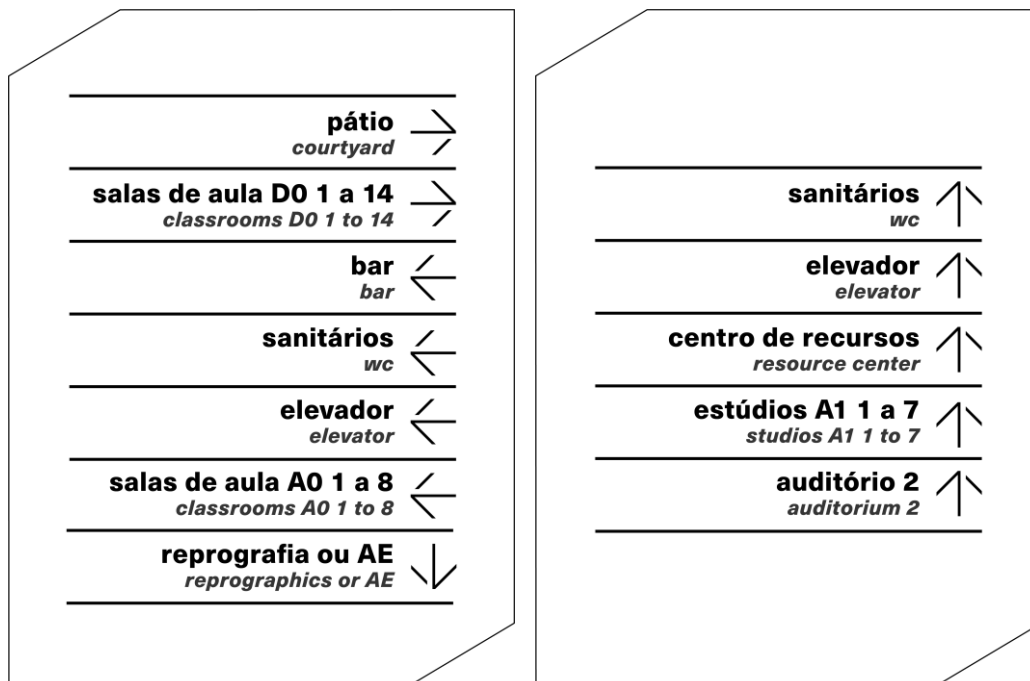 pátio
courtyard
salas de aula D0 1 a 14
classrooms D0 1 to 14
bar
bar
sanitários
wc
elevador
elevator
salas de aula A0 1 a 8
classrooms A0 1 to 8
reprografia ou AE
reprographics or AE
sanitários
wc
elevador
elevator
centro de recursos
resource center
estúdios A1 1 a 7
studios A1 1 to 7
auditório 2
auditorium 2